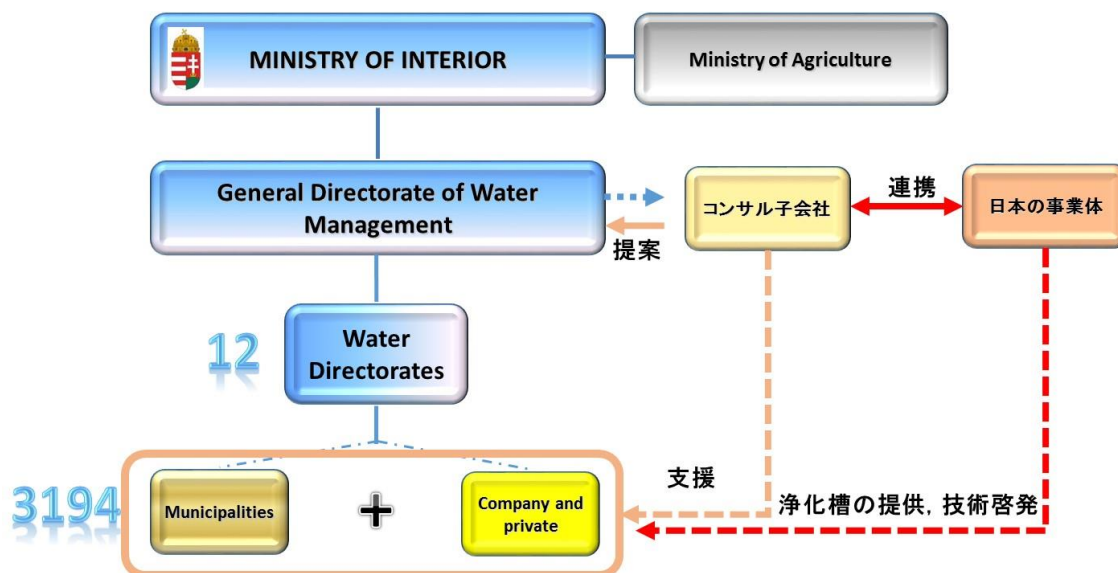 MINISTRY OF INTERIOR
Ministry of Agriculture
General Directorate of Water
Management
コンサル子会社
連携
日本の事業体
提案
12
Water
Directorates
3194
Municipalities
+
Company and
private
支援
浄化槽の提供，技術啓発